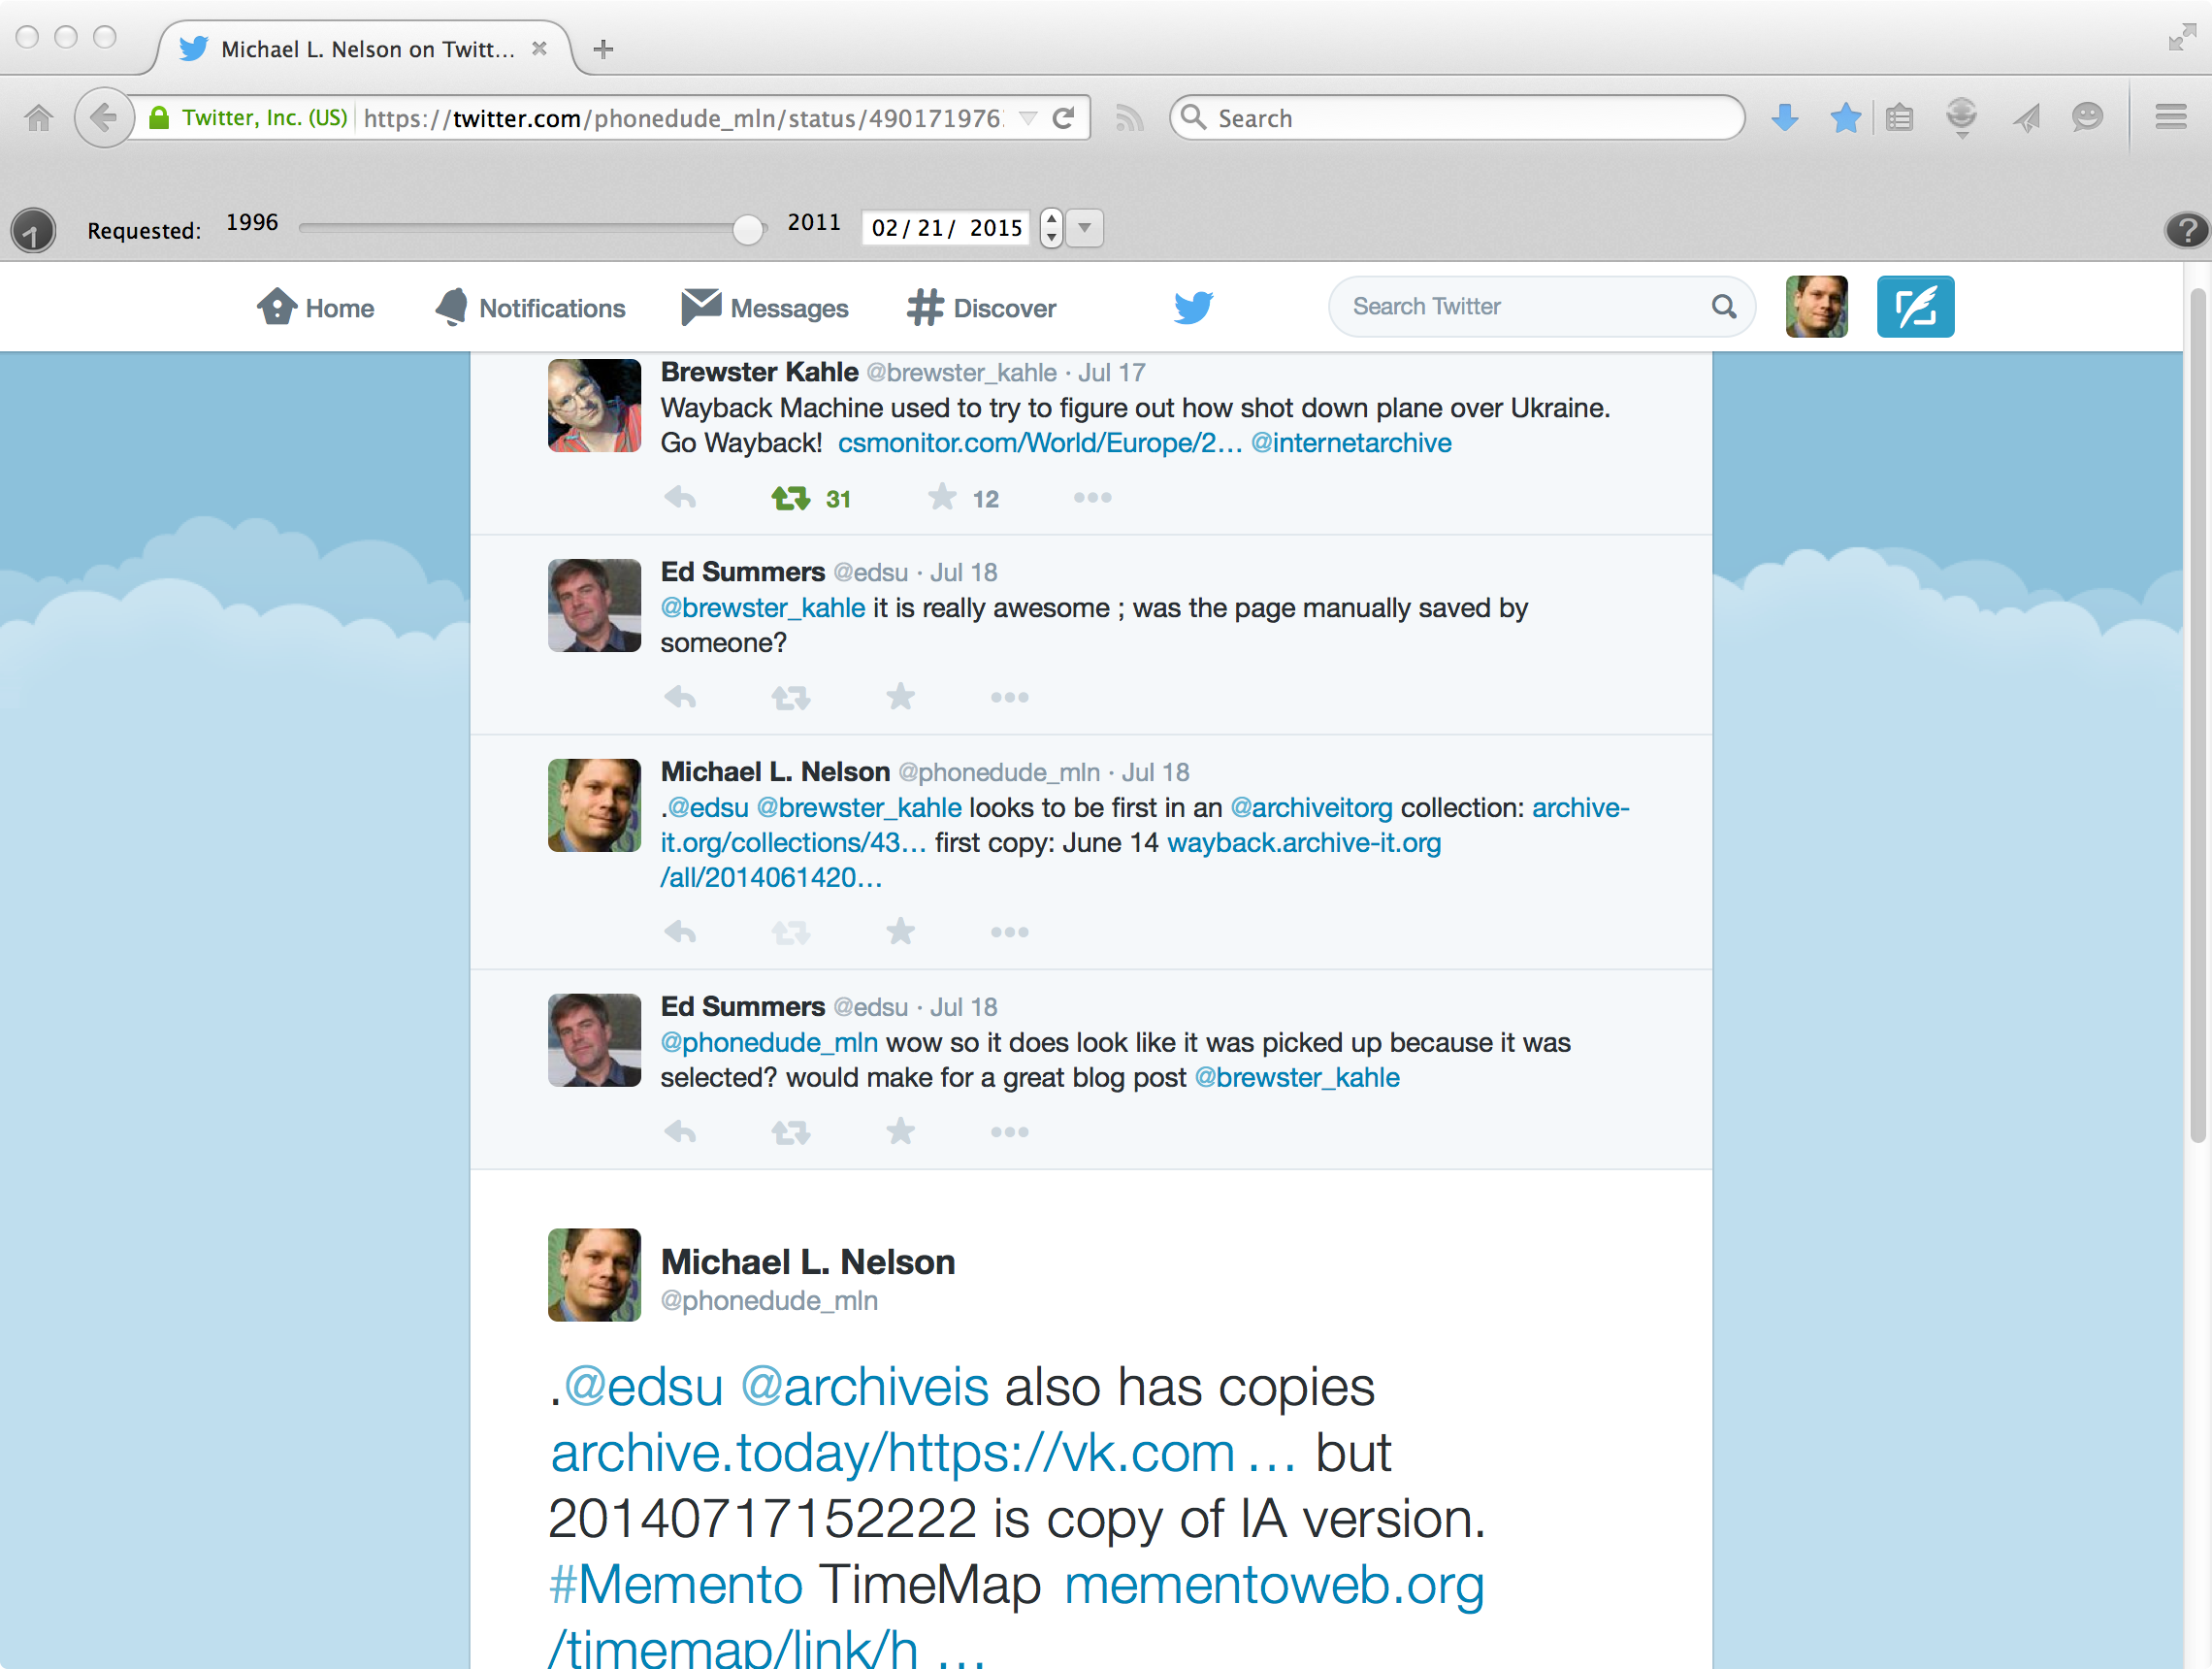 Michael L. Nelson on Twitt...
Twitter, Inc. (US) https://twitter.com/phonedude_mln/status/490171976
Search
Requested: 1996 2011 02/ 21/ 2015
?
Home Notifications Messages # Discover Search Twitter
Brewster Kahle @brewster_kahle · Jul 17
Wayback Machine used to try to figure out how shot down plane over Ukraine.
Go Wayback! csmonitor.com/World/Europe/2… @internetarchive
31 12
Ed Summers @edsu · Jul 18
@brewster_kahle it is really awesome ; was the page manually saved by
someone?
Michael L. Nelson @phonedude_mln · Jul 18
.@edsu @brewster_kahle looks to be first in an @archiveitorg collection: archive-
it.org/collections/43… first copy: June 14 wayback.archive-it.org
/all/2014061420…
Ed Summers @edsu · Jul 18
@phonedude_mln wow so it does look like it was picked up because it was
selected? would make for a great blog post @brewster_kahle
Michael L. Nelson
@phonedude_mln
.@edsu @archiveis also has copies
archive.today/https://vk.com … but
20140717152222 is copy of IA version.
#Memento TimeMap mementoweb.org
/timemap/link/h …